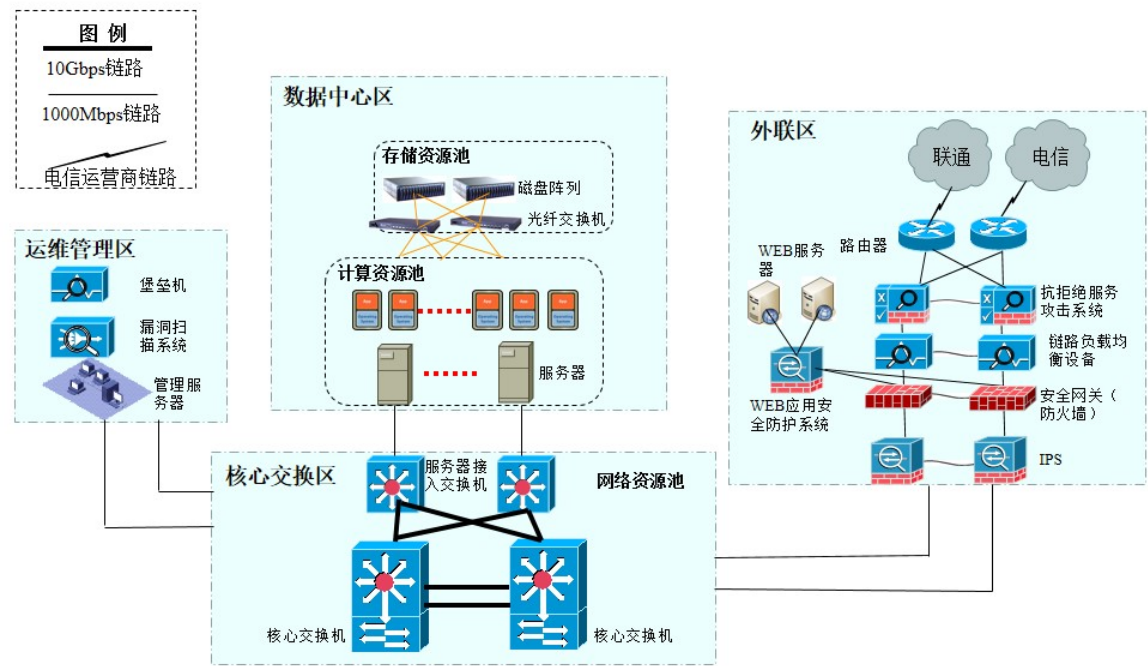 图 例
10Gbps链路
1000Mbps链路
电信运营商链路
数据中心区
存储资源池
磁盘阵列
光纤交换机
计算资源池
服务器
外联区
联通
电信
路由器
WEB服务
器
抗拒绝服务
攻击系统
链路负载均
衡设备
WEB应用安
全防护系统
安全网关（
防火墙）
IPS
运维管理区
堡垒机
漏洞扫
描系统
管理服
务器
核心交换区
服务器接
入交换机
网络资源池
核心交换机
核心交换机